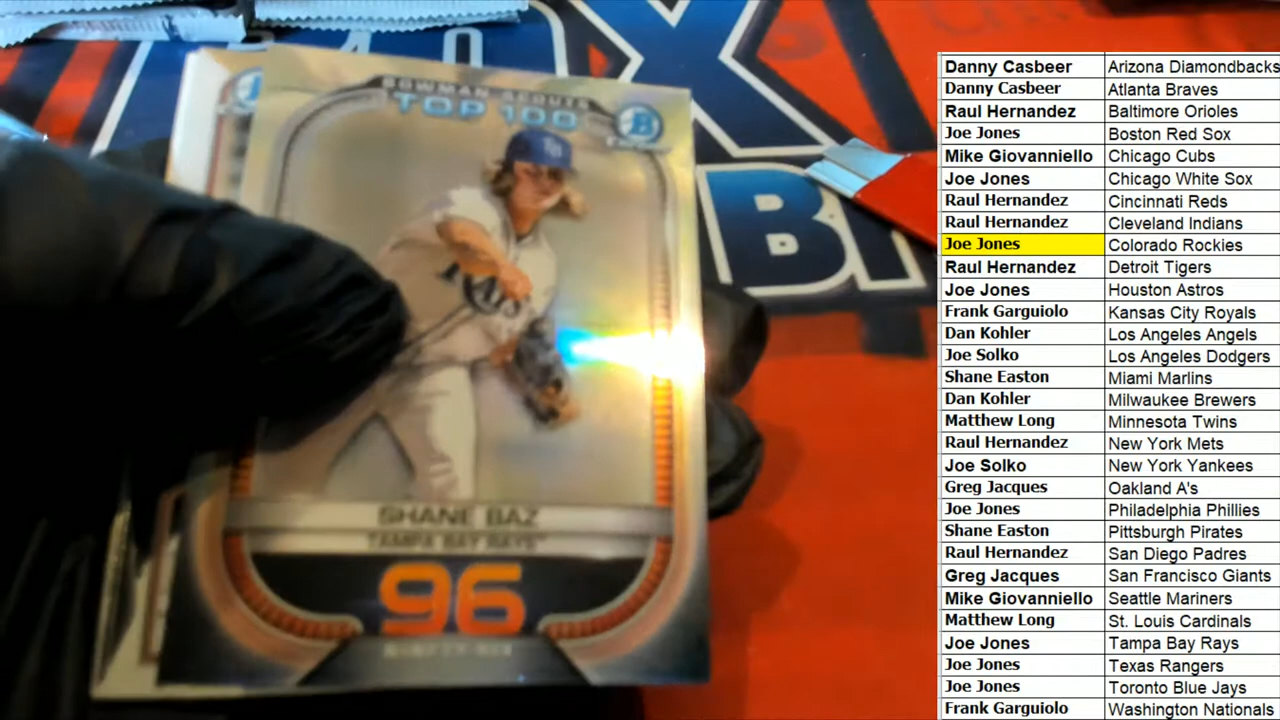 BOWMAN SCOUTS
TOP 100
B
SHANE BAZ
TAMPA BAY RAYS™
96
Danny Casbeer Arizona Diamondbacks
Danny Casbeer Atlanta Braves
Raul Hernandez Baltimore Orioles
Joe Jones Boston Red Sox
Mike Giovanniello Chicago Cubs
Joe Jones Chicago White Sox
Raul Hernandez Cincinnati Reds
Raul Hernandez Cleveland Indians
Joe Jones Colorado Rockies
Raul Hernandez Detroit Tigers
Joe Jones Houston Astros
Frank Garguiolo Kansas City Royals
Dan Kohler Los Angeles Angels
Joe Solko Los Angeles Dodgers
Shane Easton Miami Marlins
Dan Kohler Milwaukee Brewers
Matthew Long Minnesota Twins
Raul Hernandez New York Mets
Joe Solko New York Yankees
Greg Jacques Oakland A's
Joe Jones Philadelphia Phillies
Shane Easton Pittsburgh Pirates
Raul Hernandez San Diego Padres
Greg Jacques San Francisco Giants
Mike Giovanniello Seattle Mariners
Matthew Long St. Louis Cardinals
Joe Jones Tampa Bay Rays
Joe Jones Texas Rangers
Joe Jones Toronto Blue Jays
Frank Garguiolo Washington Nationals